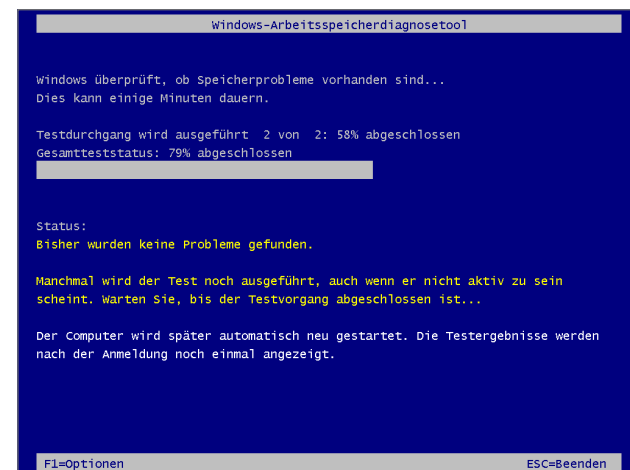 Windows-Arbeitsspeicherdiagnosetool
Windows überprüft, ob Speicherprobleme vorhanden sind...
Dies kann einige Minuten dauern.
Testdurchgang wird ausgeführt  2 von  2: 58% abgeschlossen
Gesamtteststatus: 79% abgeschlossen
Status:
Bisher wurden keine Probleme gefunden.
Manchmal wird der Test noch ausgeführt, auch wenn er nicht aktiv zu sein
scheint. Warten Sie, bis der Testvorgang abgeschlossen ist...
Der Computer wird später automatisch neu gestartet. Die Testergebnisse werden
nach der Anmeldung noch einmal angezeigt.
F1=Optionen ESC=Beenden